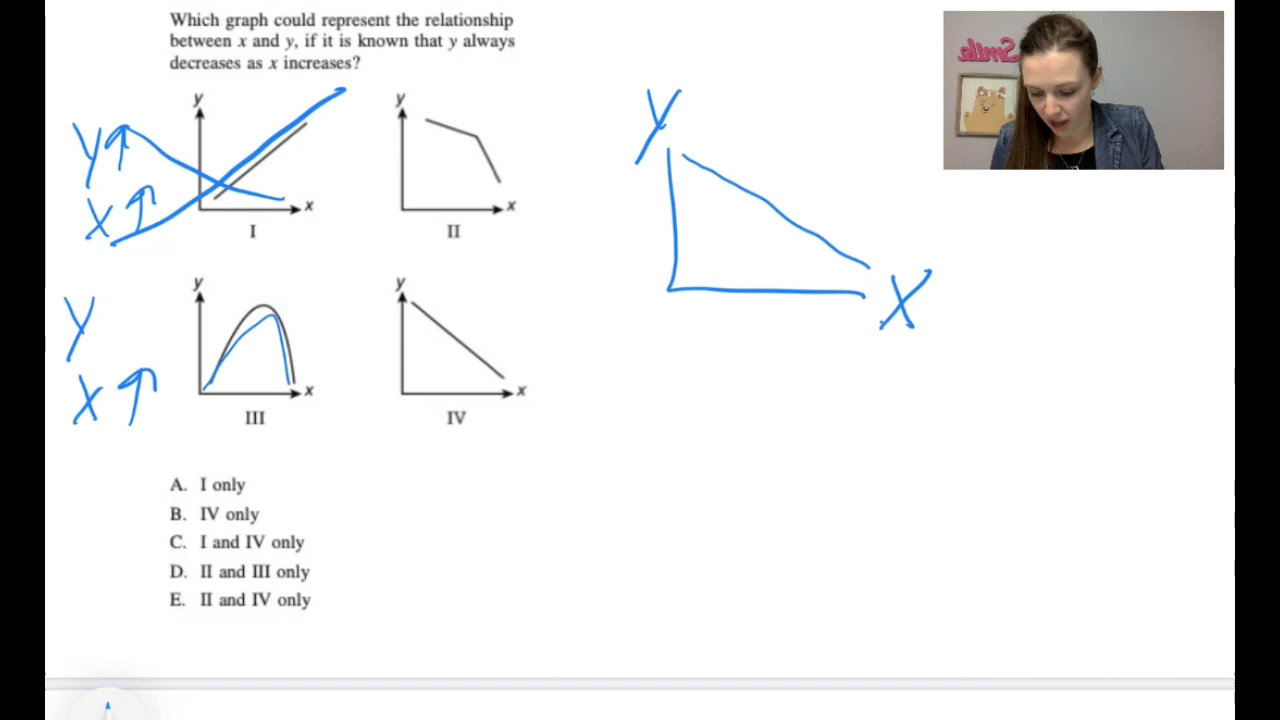 Which graph could represent the relationship
between x and y, if it is known that y always
decreases as x increases?
y
x
I
y
x
II
y
x
III
y
x
IV
Y↑
X↑
Y
X↑
Y
X
A. I only
B. IV only
C. I and IV only
D. II and III only
E. II and IV only
Smile